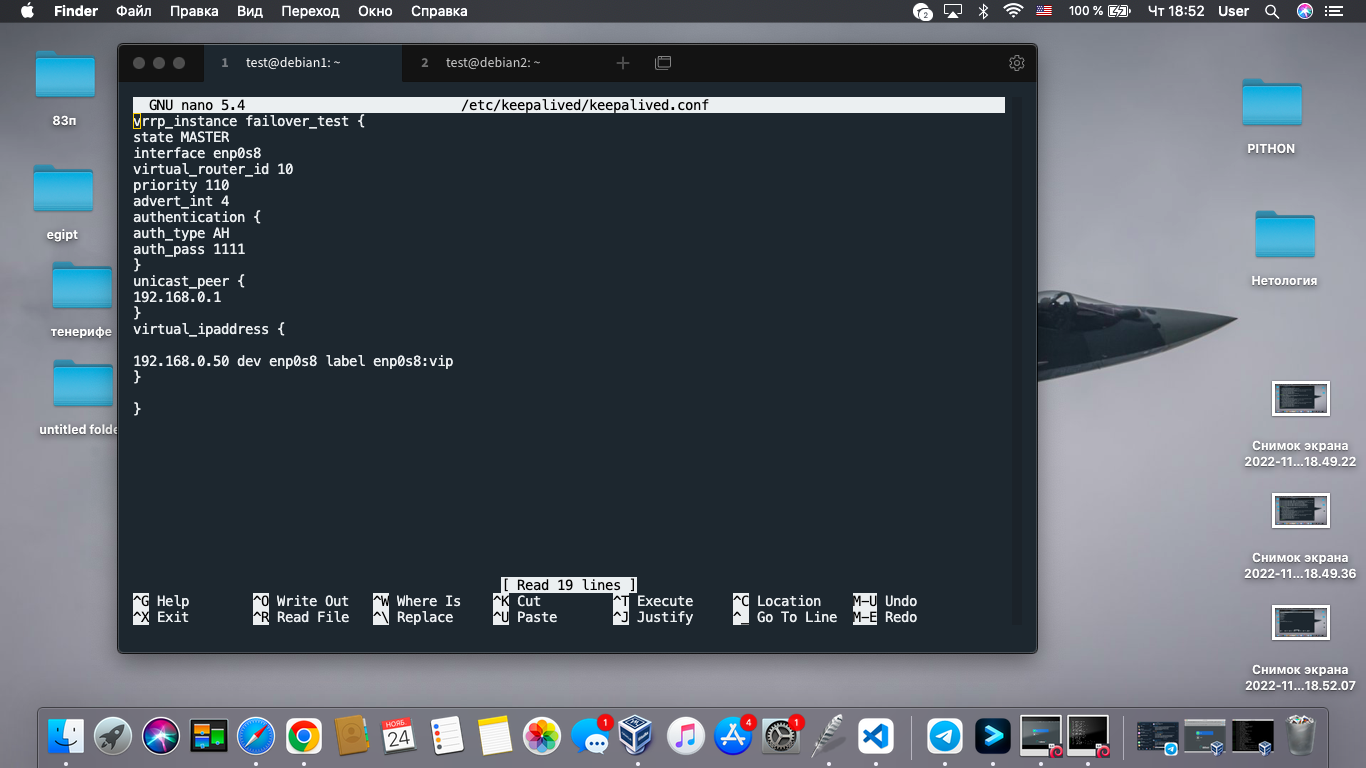 Finder Файл Правка Вид Переход Окно Справка 2 100 % Чт 18:52 User
1 test@debian1: ~ 2 test@debian2: ~
GNU nano 5.4 /etc/keepalived/keepalived.conf
vrrp_instance failover_test {
state MASTER
interface enp0s8
virtual_router_id 10
priority 110
advert_int 4
authentication {
auth_type AH
auth_pass 1111
}
unicast_peer {
192.168.0.1
}
virtual_ipaddress {
192.168.0.50 dev enp0s8 label enp0s8:vip
}
}
[ Read 19 lines ]
^G Help ^O Write Out ^W Where Is ^K Cut ^T Execute ^C Location M-U Undo
^X Exit ^R Read File ^\ Replace ^U Paste ^J Justify ^_ Go To Line M-E Redo
83п
egipt
тенерифе
untitled folde
PITHON
Нетология
Снимок экрана
2022-11...18.49.22
Снимок экрана
2022-11...18.49.36
Снимок экрана
2022-11...18.52.07
НОЯБ.
24
1
4
1